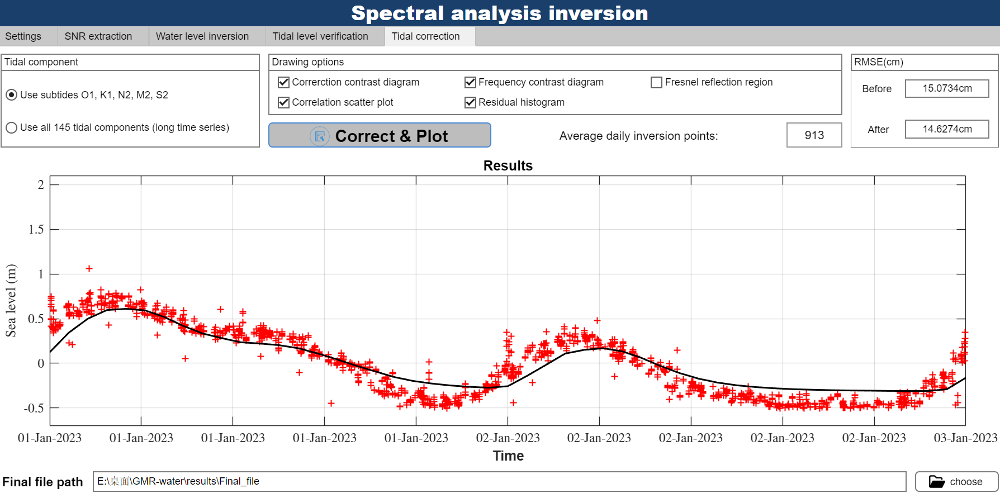 Spectral analysis inversion
Settings SNR extraction Water level inversion Tidal level verification Tidal correction
Tidal component
Use subtides O1, K1, N2, M2, S2
Use all 145 tidal components (long time series)
Drawing options
Correrction contrast diagram Frequency contrast diagram Fresnel reflection region
Correlation scatter plot Residual histogram
Correct & Plot
Average daily inversion points: 913
RMSE(cm)
Before 15.0734cm
After 14.6274cm
Results
2
1.5
1
0.5
0
-0.5
Sea level (m)
01-Jan-2023 01-Jan-2023 01-Jan-2023 01-Jan-2023 01-Jan-2023 02-Jan-2023 02-Jan-2023 02-Jan-2023 02-Jan-2023 02-Jan-2023 03-Jan-2023
Time
Final file path E:\桌面\GMR-water\results\Final_file choose